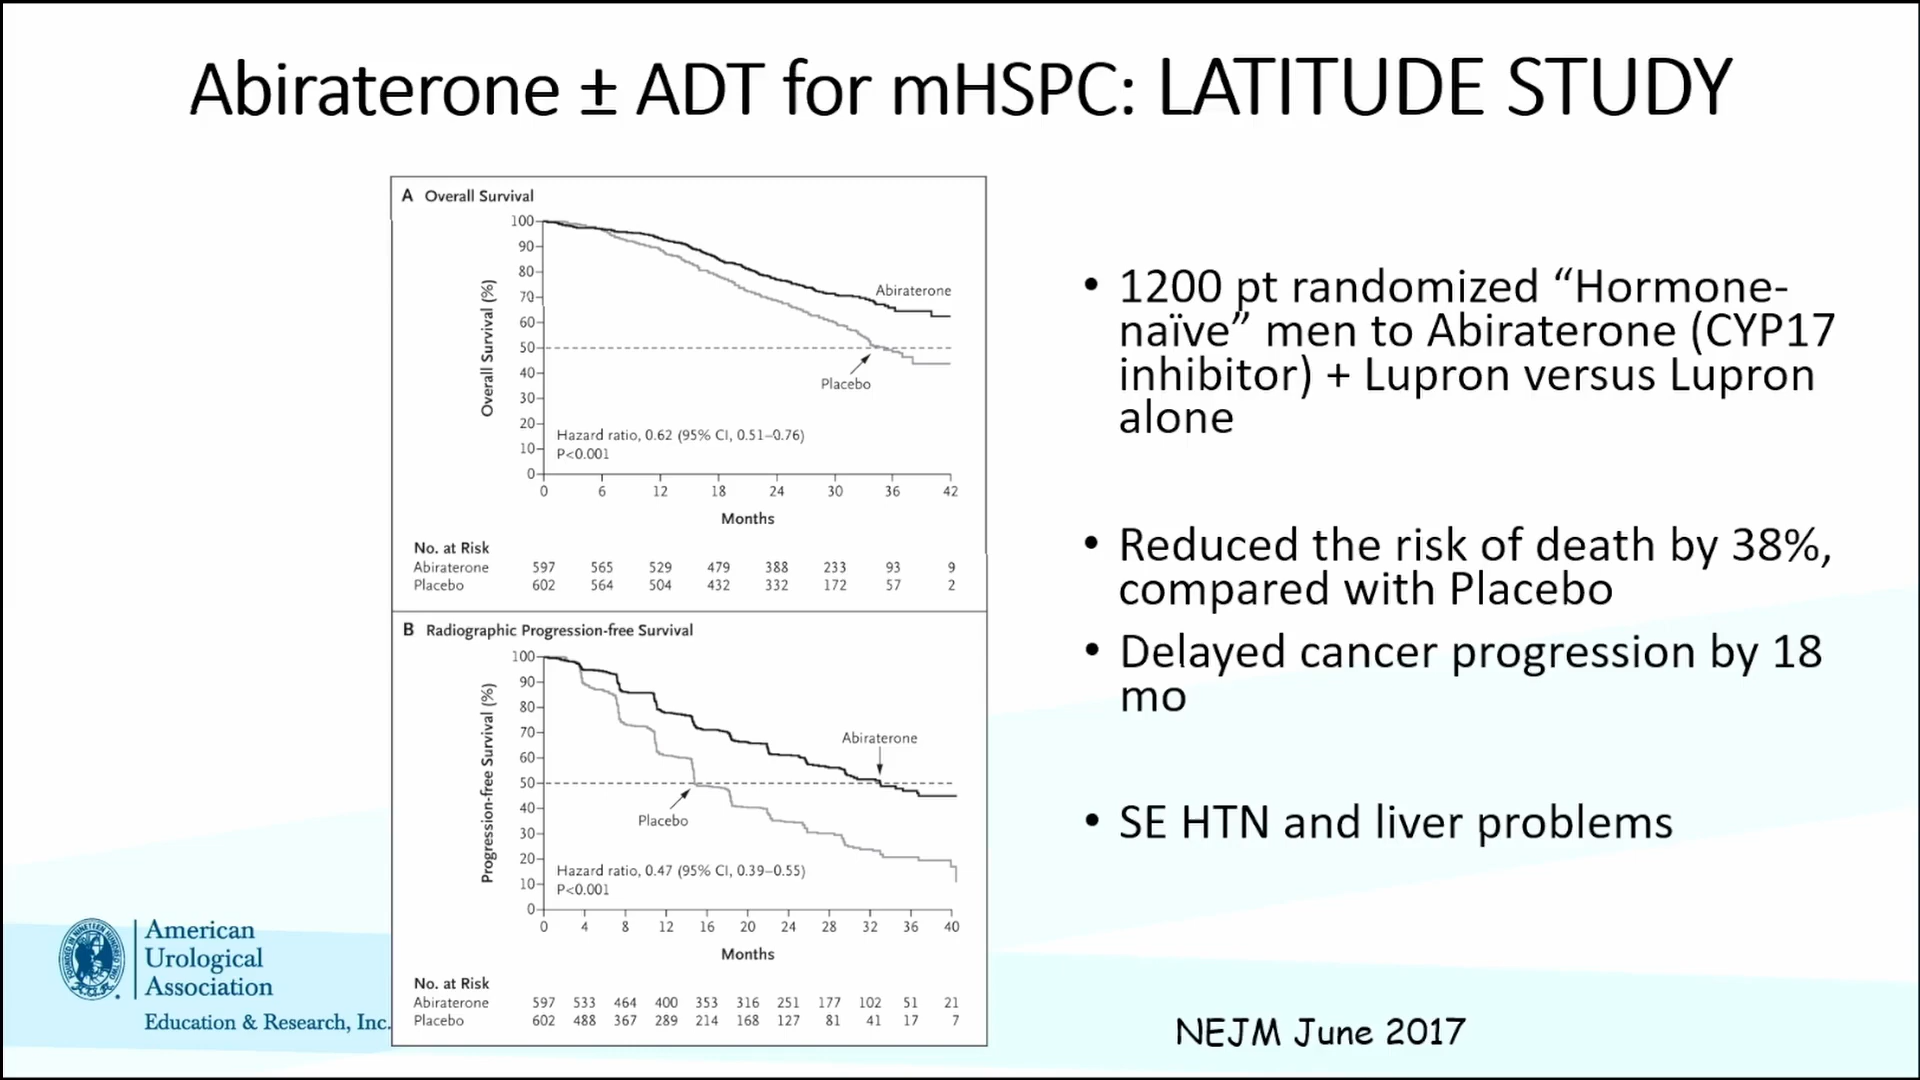 Abiraterone ± ADT for mHSPC: LATITUDE STUDY
A Overall Survival
Overall Survival (%)
100
90
80
70
60
50
40
30
20
10
0
Abiraterone
Placebo
Hazard ratio, 0.62 (95% CI, 0.51–0.76)
P<0.001
0 6 12 18 24 30 36 42
Months
No. at Risk
Abiraterone 597 565 529 479 388 233 93 9
Placebo 602 564 504 432 332 172 57 2
B Radiographic Progression-free Survival
Progression-free Survival (%)
100
90
80
70
60
50
40
30
20
10
0
Abiraterone
Placebo
Hazard ratio, 0.47 (95% CI, 0.39–0.55)
P<0.001
0 4 8 12 16 20 24 28 32 36 40
Months
No. at Risk
Abiraterone 597 533 464 400 353 316 251 177 102 51 21
Placebo 602 488 367 289 214 168 127 81 41 17 7
• 1200 pt randomized “Hormone-
naïve” men to Abiraterone (CYP17
inhibitor) + Lupron versus Lupron
alone
• Reduced the risk of death by 38%,
compared with Placebo
• Delayed cancer progression by 18
mo
• SE HTN and liver problems
American
Urological
Association
Education & Research, Inc.
NEJM June 2017